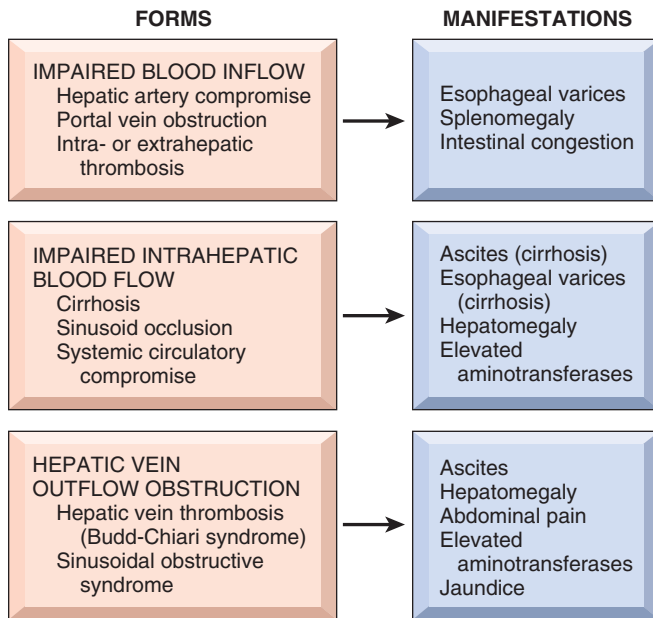 FORMS
MANIFESTATIONS
IMPAIRED BLOOD INFLOW
Hepatic artery compromise
Portal vein obstruction
Intra- or extrahepatic
thrombosis
Esophageal varices
Splenomegaly
Intestinal congestion
IMPAIRED INTRAHEPATIC
BLOOD FLOW
Cirrhosis
Sinusoid occlusion
Systemic circulatory
compromise
Ascites (cirrhosis)
Esophageal varices
(cirrhosis)
Hepatomegaly
Elevated
aminotransferases
HEPATIC VEIN
OUTFLOW OBSTRUCTION
Hepatic vein thrombosis
(Budd-Chiari syndrome)
Sinusoidal obstructive
syndrome
Ascites
Hepatomegaly
Abdominal pain
Elevated
aminotransferases
Jaundice